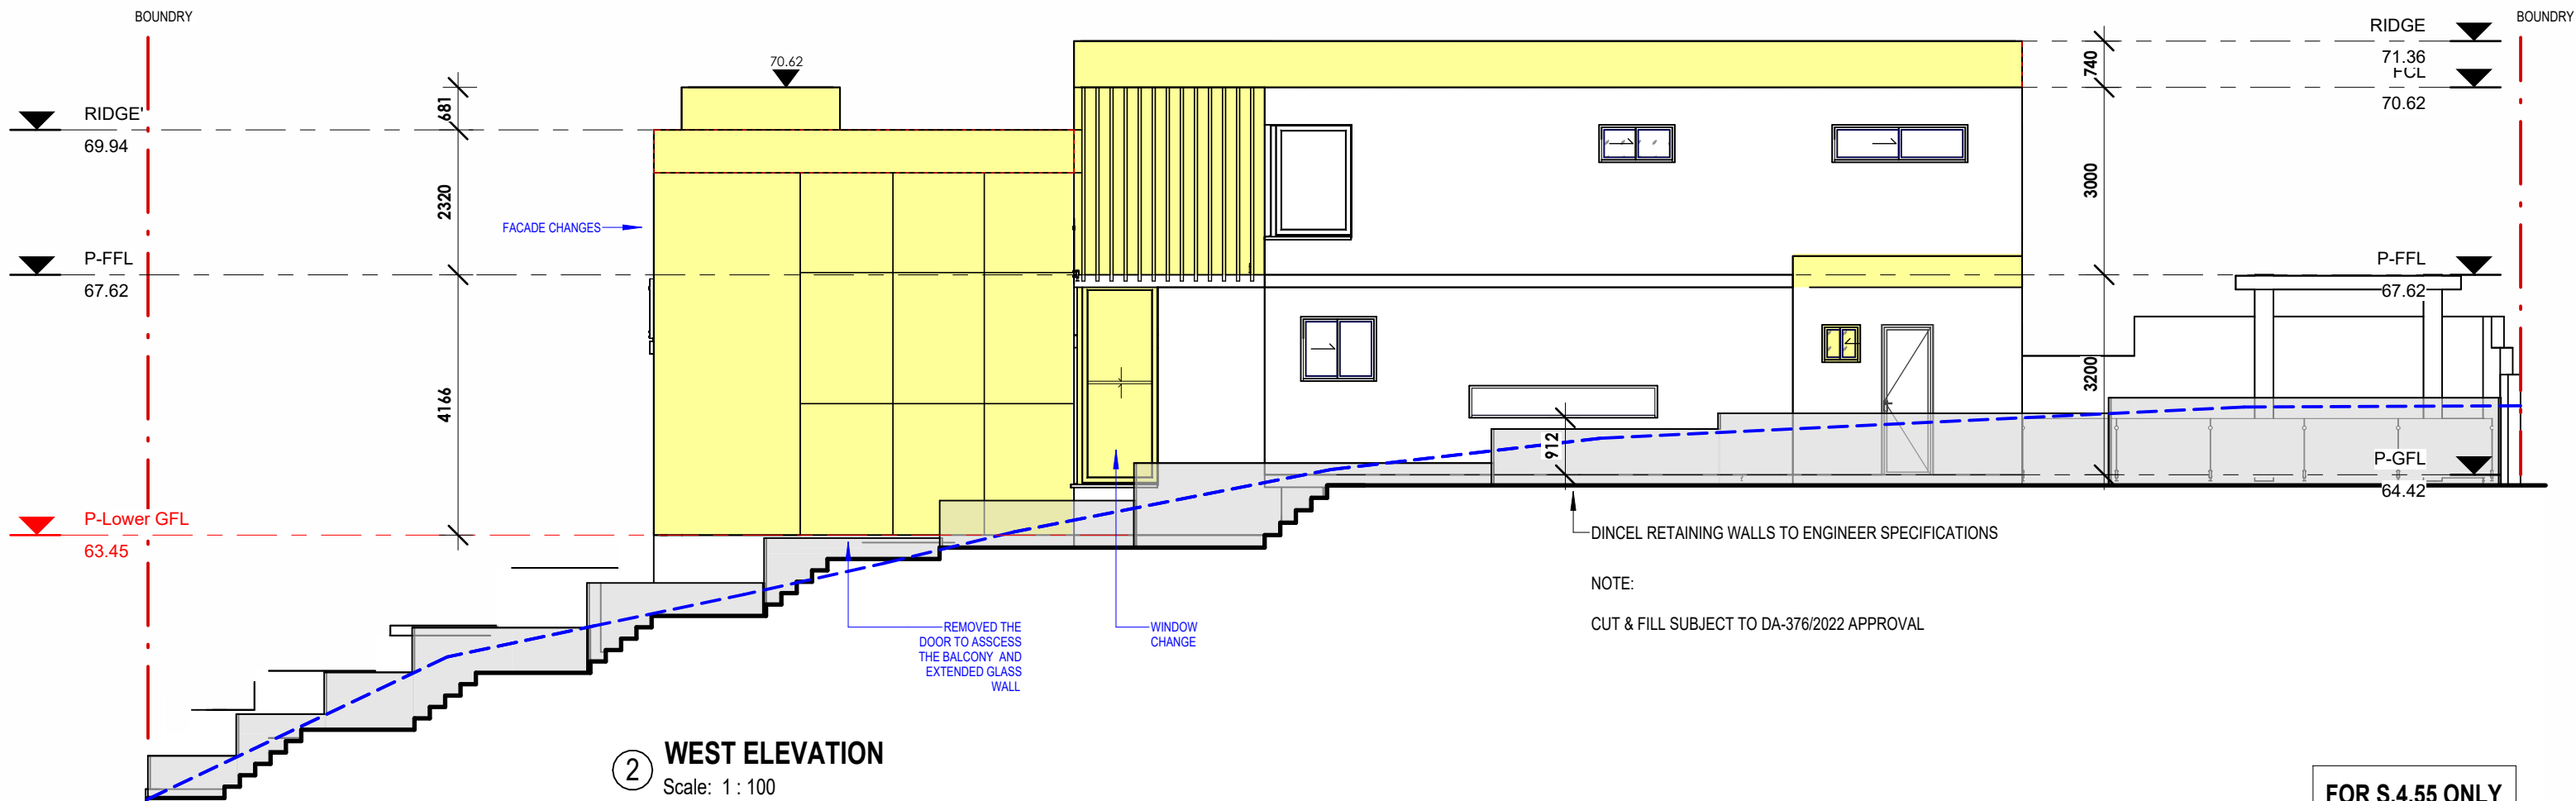 BOUNDRY
BOUNDRY
RIDGE
71.36
FCL
70.62
740
70.62
681
RIDGE'
69.94
2320
3000
FACADE CHANGES
P-FFL
67.62
P-FFL
67.62
4166
3200
912
P-GFL
64.42
P-Lower GFL
63.45
DINCEL RETAINING WALLS TO ENGINEER SPECIFICATIONS
NOTE:
CUT & FILL SUBJECT TO DA-376/2022 APPROVAL
REMOVED THE
DOOR TO ASSCESS
THE BALCONY AND
EXTENDED GLASS
WALL
WINDOW
CHANGE
2
WEST ELEVATION
Scale: 1 : 100
FOR S.4.55 ONLY